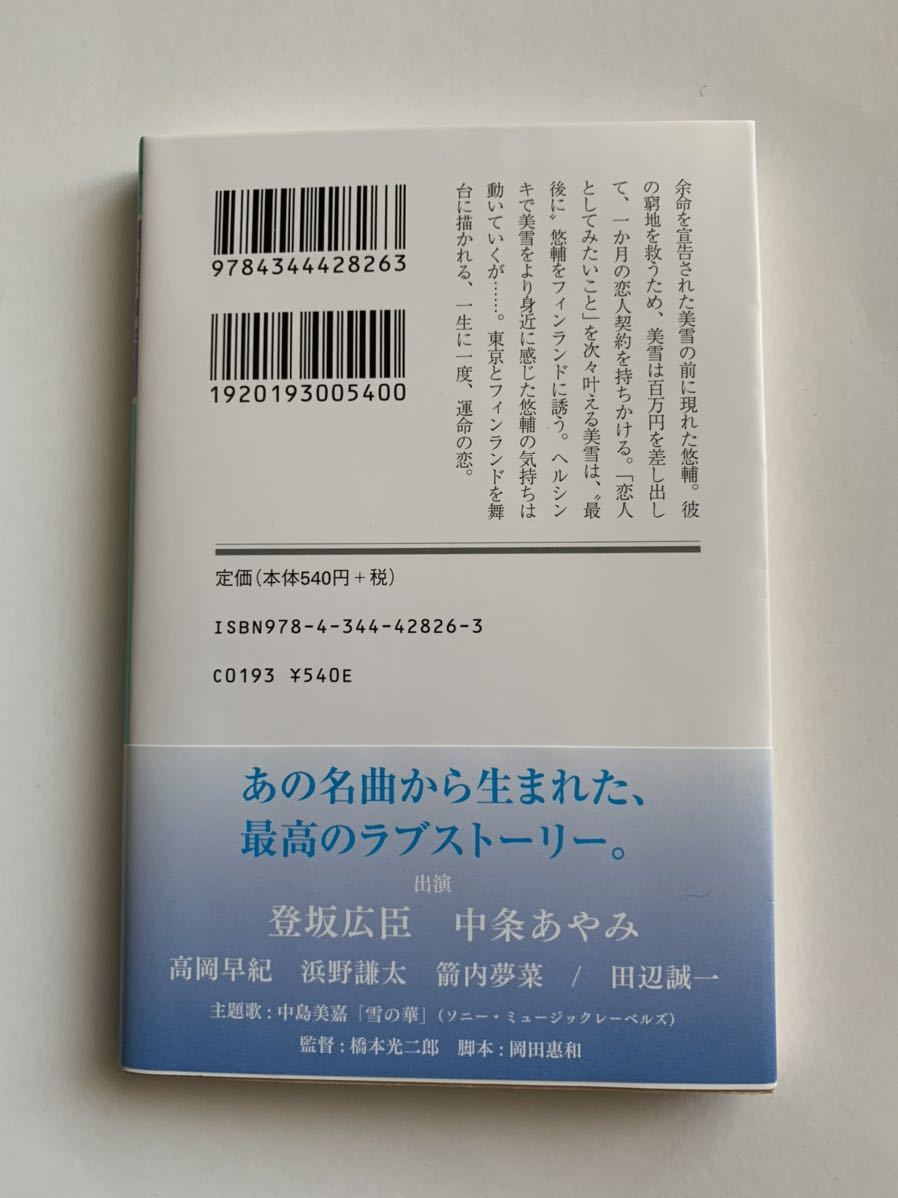 余命を宣告された美雪の前に現れた悠輔。彼
の窮地を救うため、美雪は百万円を差し出し
て、一か月の恋人契約を持ちかける。「恋人
としてみたいこと」を次々叶える美雪は、〝最
後に〟悠輔をフィンランドに誘う。ヘルシン
キで美雪をより身近に感じた悠輔の気持ちは
動いていくが……。東京とフィンランドを舞
台に描かれる、一生に一度、運命の恋。
9784344428263
1920193005400
定価(本体540円+税)
ISBN978-4-344-42826-3
C0193 ¥540E
あの名曲から生まれた、
最高のラブストーリー。
出演
登坂広臣 中条あやみ
高岡早紀 浜野謙太 箭内夢菜 / 田辺誠一
主題歌:中島美嘉「雪の華」(ソニー・ミュージックレーベルズ)
監督:橋本光二郎 脚本:岡田惠和